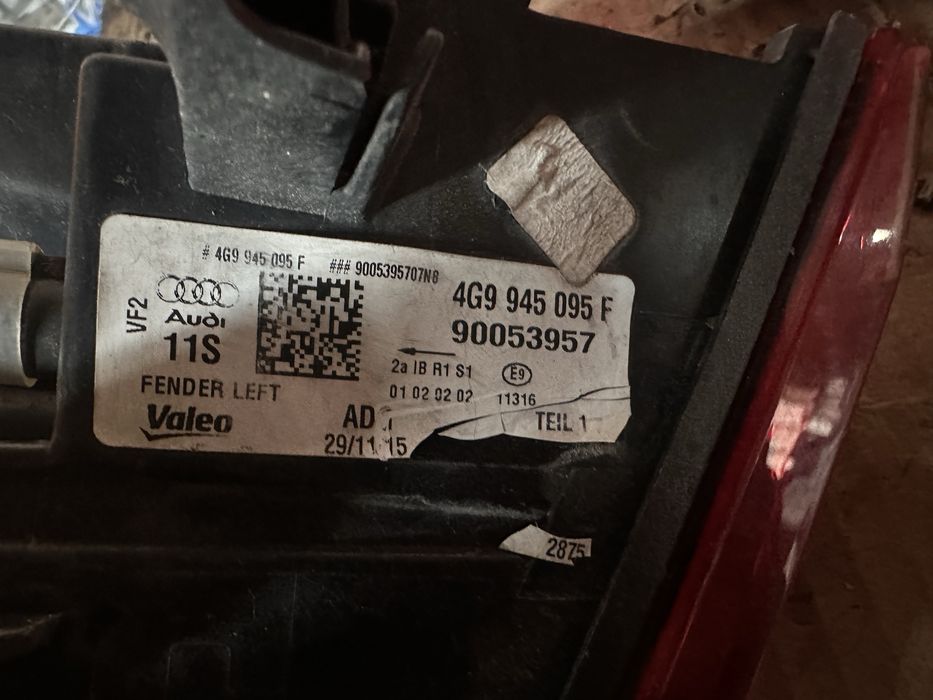 # 4G9 945 095 F ### 9005395707N8
VF2
Audi
11S
FENDER LEFT
Valeo
4G9 945 095 F
90053957
2a IB R1 S1 E9
01 02 02 02 11316
AD
TEIL 1
29/11/15
2875